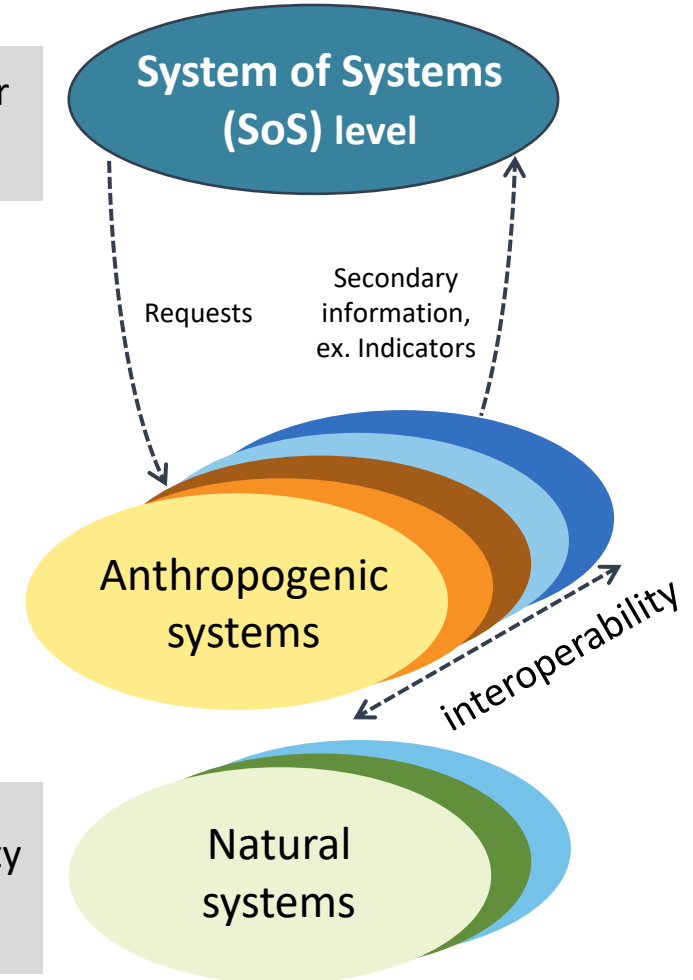 System of Systems
(SoS) level
Requests
Secondary
information,
ex. Indicators
Anthropogenic
systems
interoperability
Natural
systems